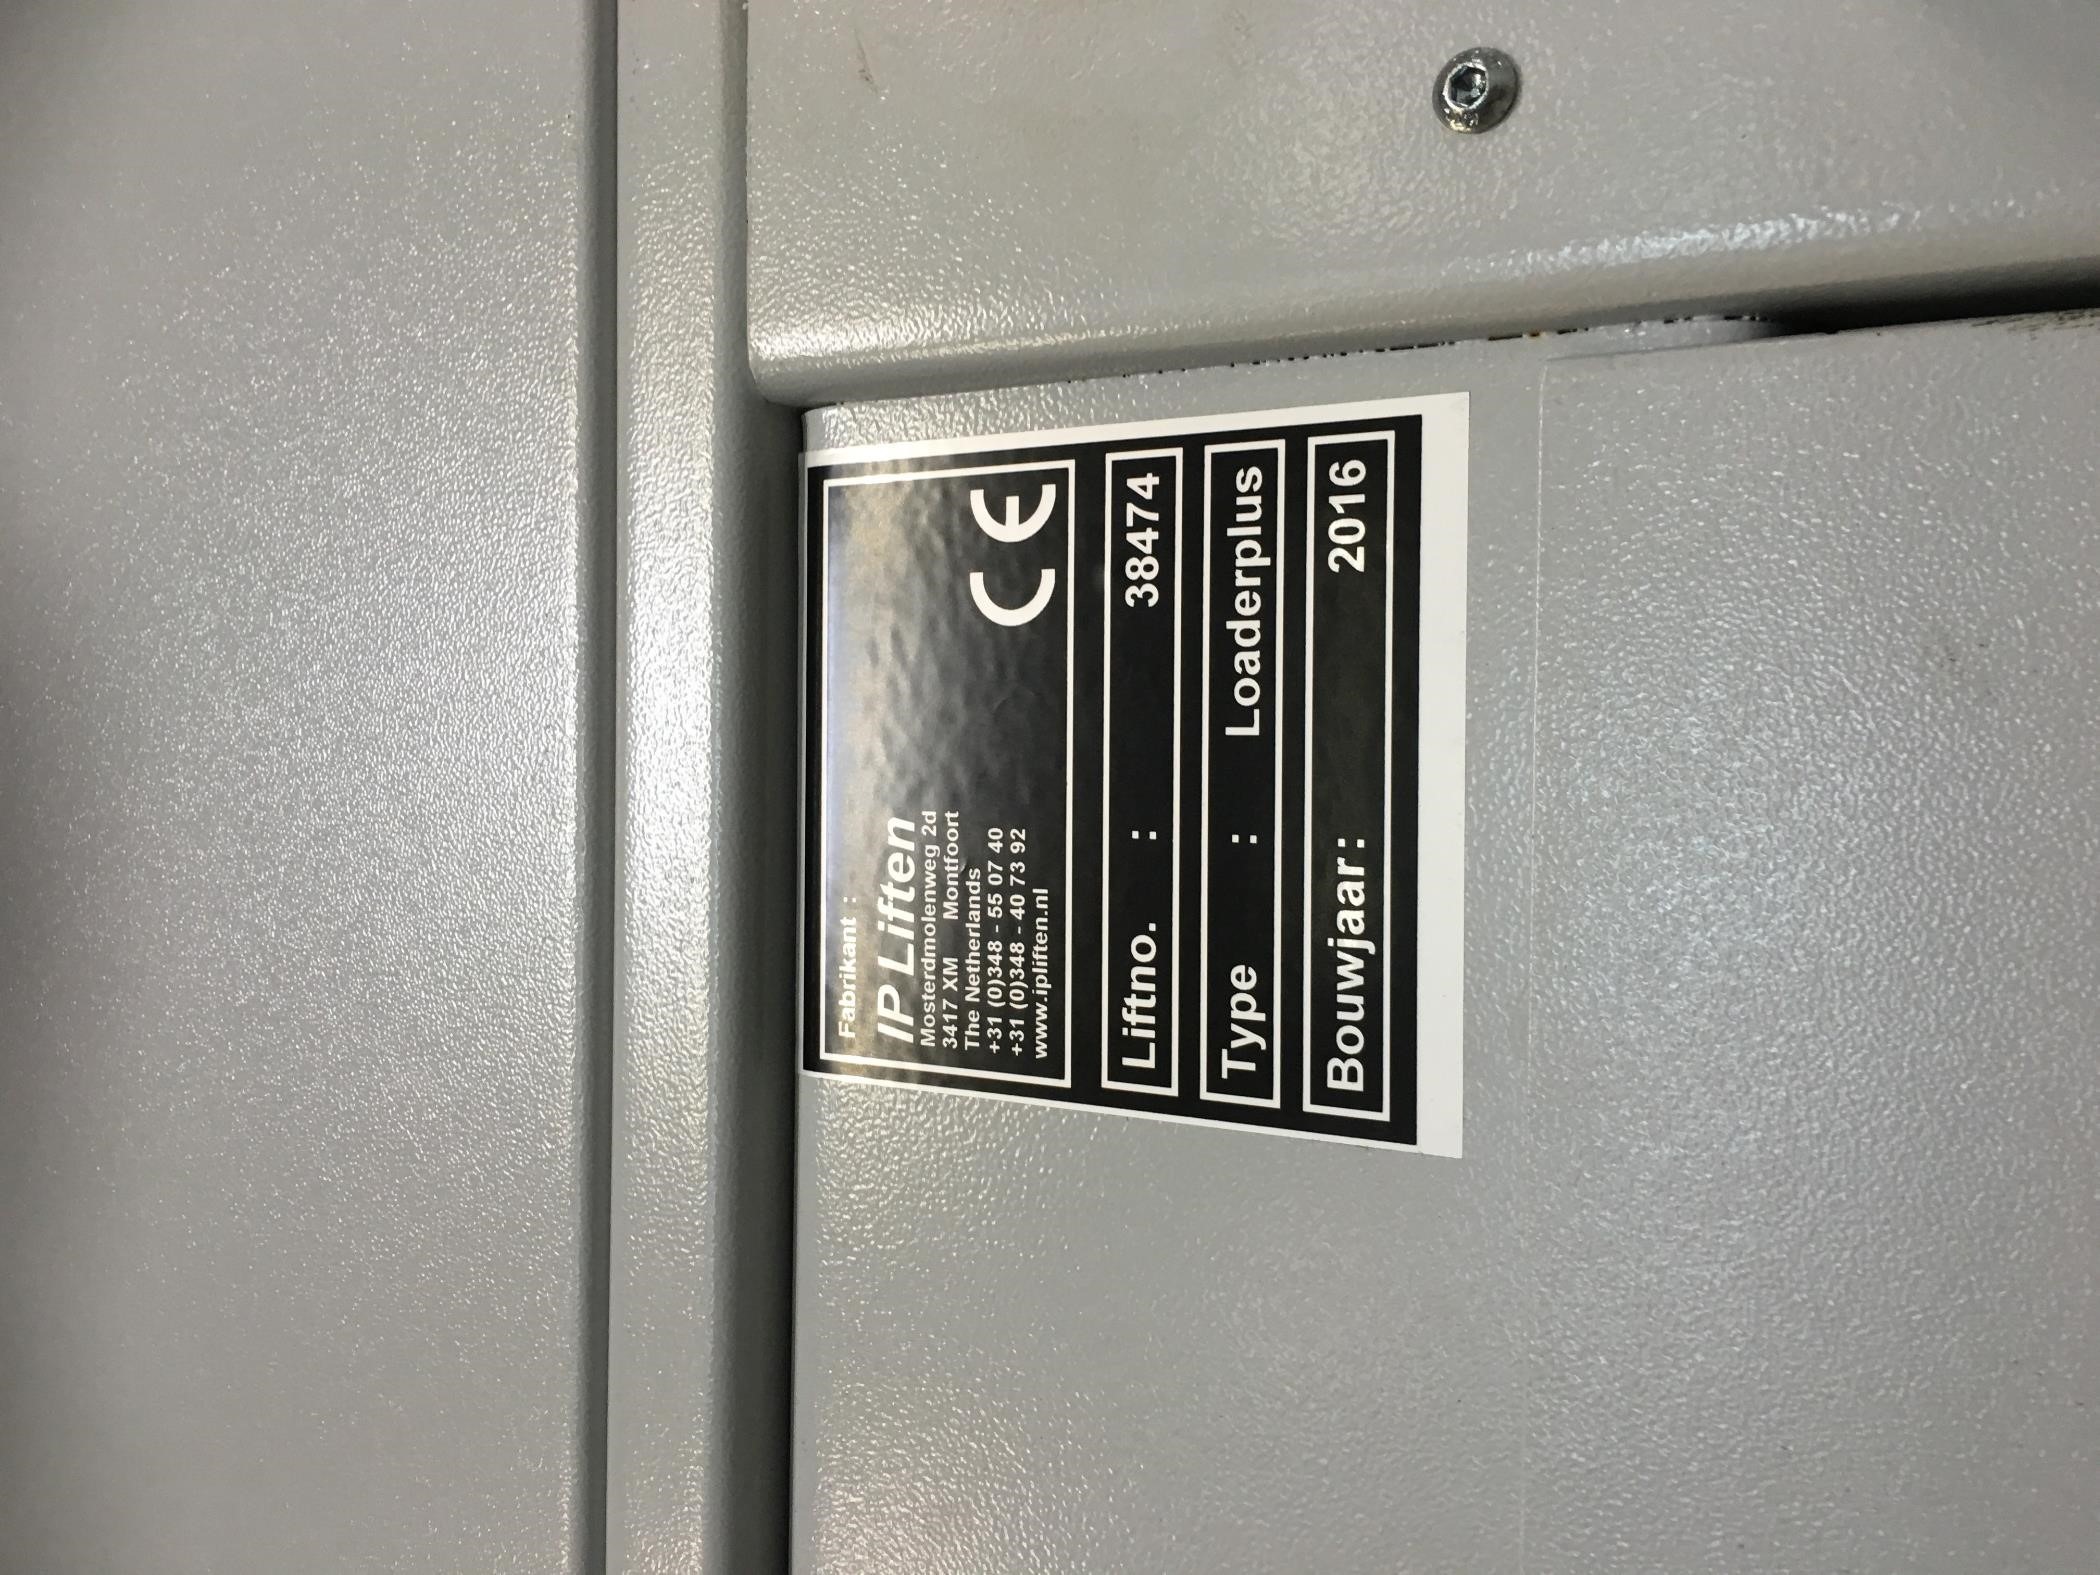 Fabrikant :
IP Liften
Mosterdmolenweg 2d
3417 XM Montfoort
The Netherlands
+31 (0)348 - 55 07 40
+31 (0)348 - 40 73 92
www.ipliften.nl
CE
Liftno. : 38474
Type : Loaderplus
Bouwjaar: 2016